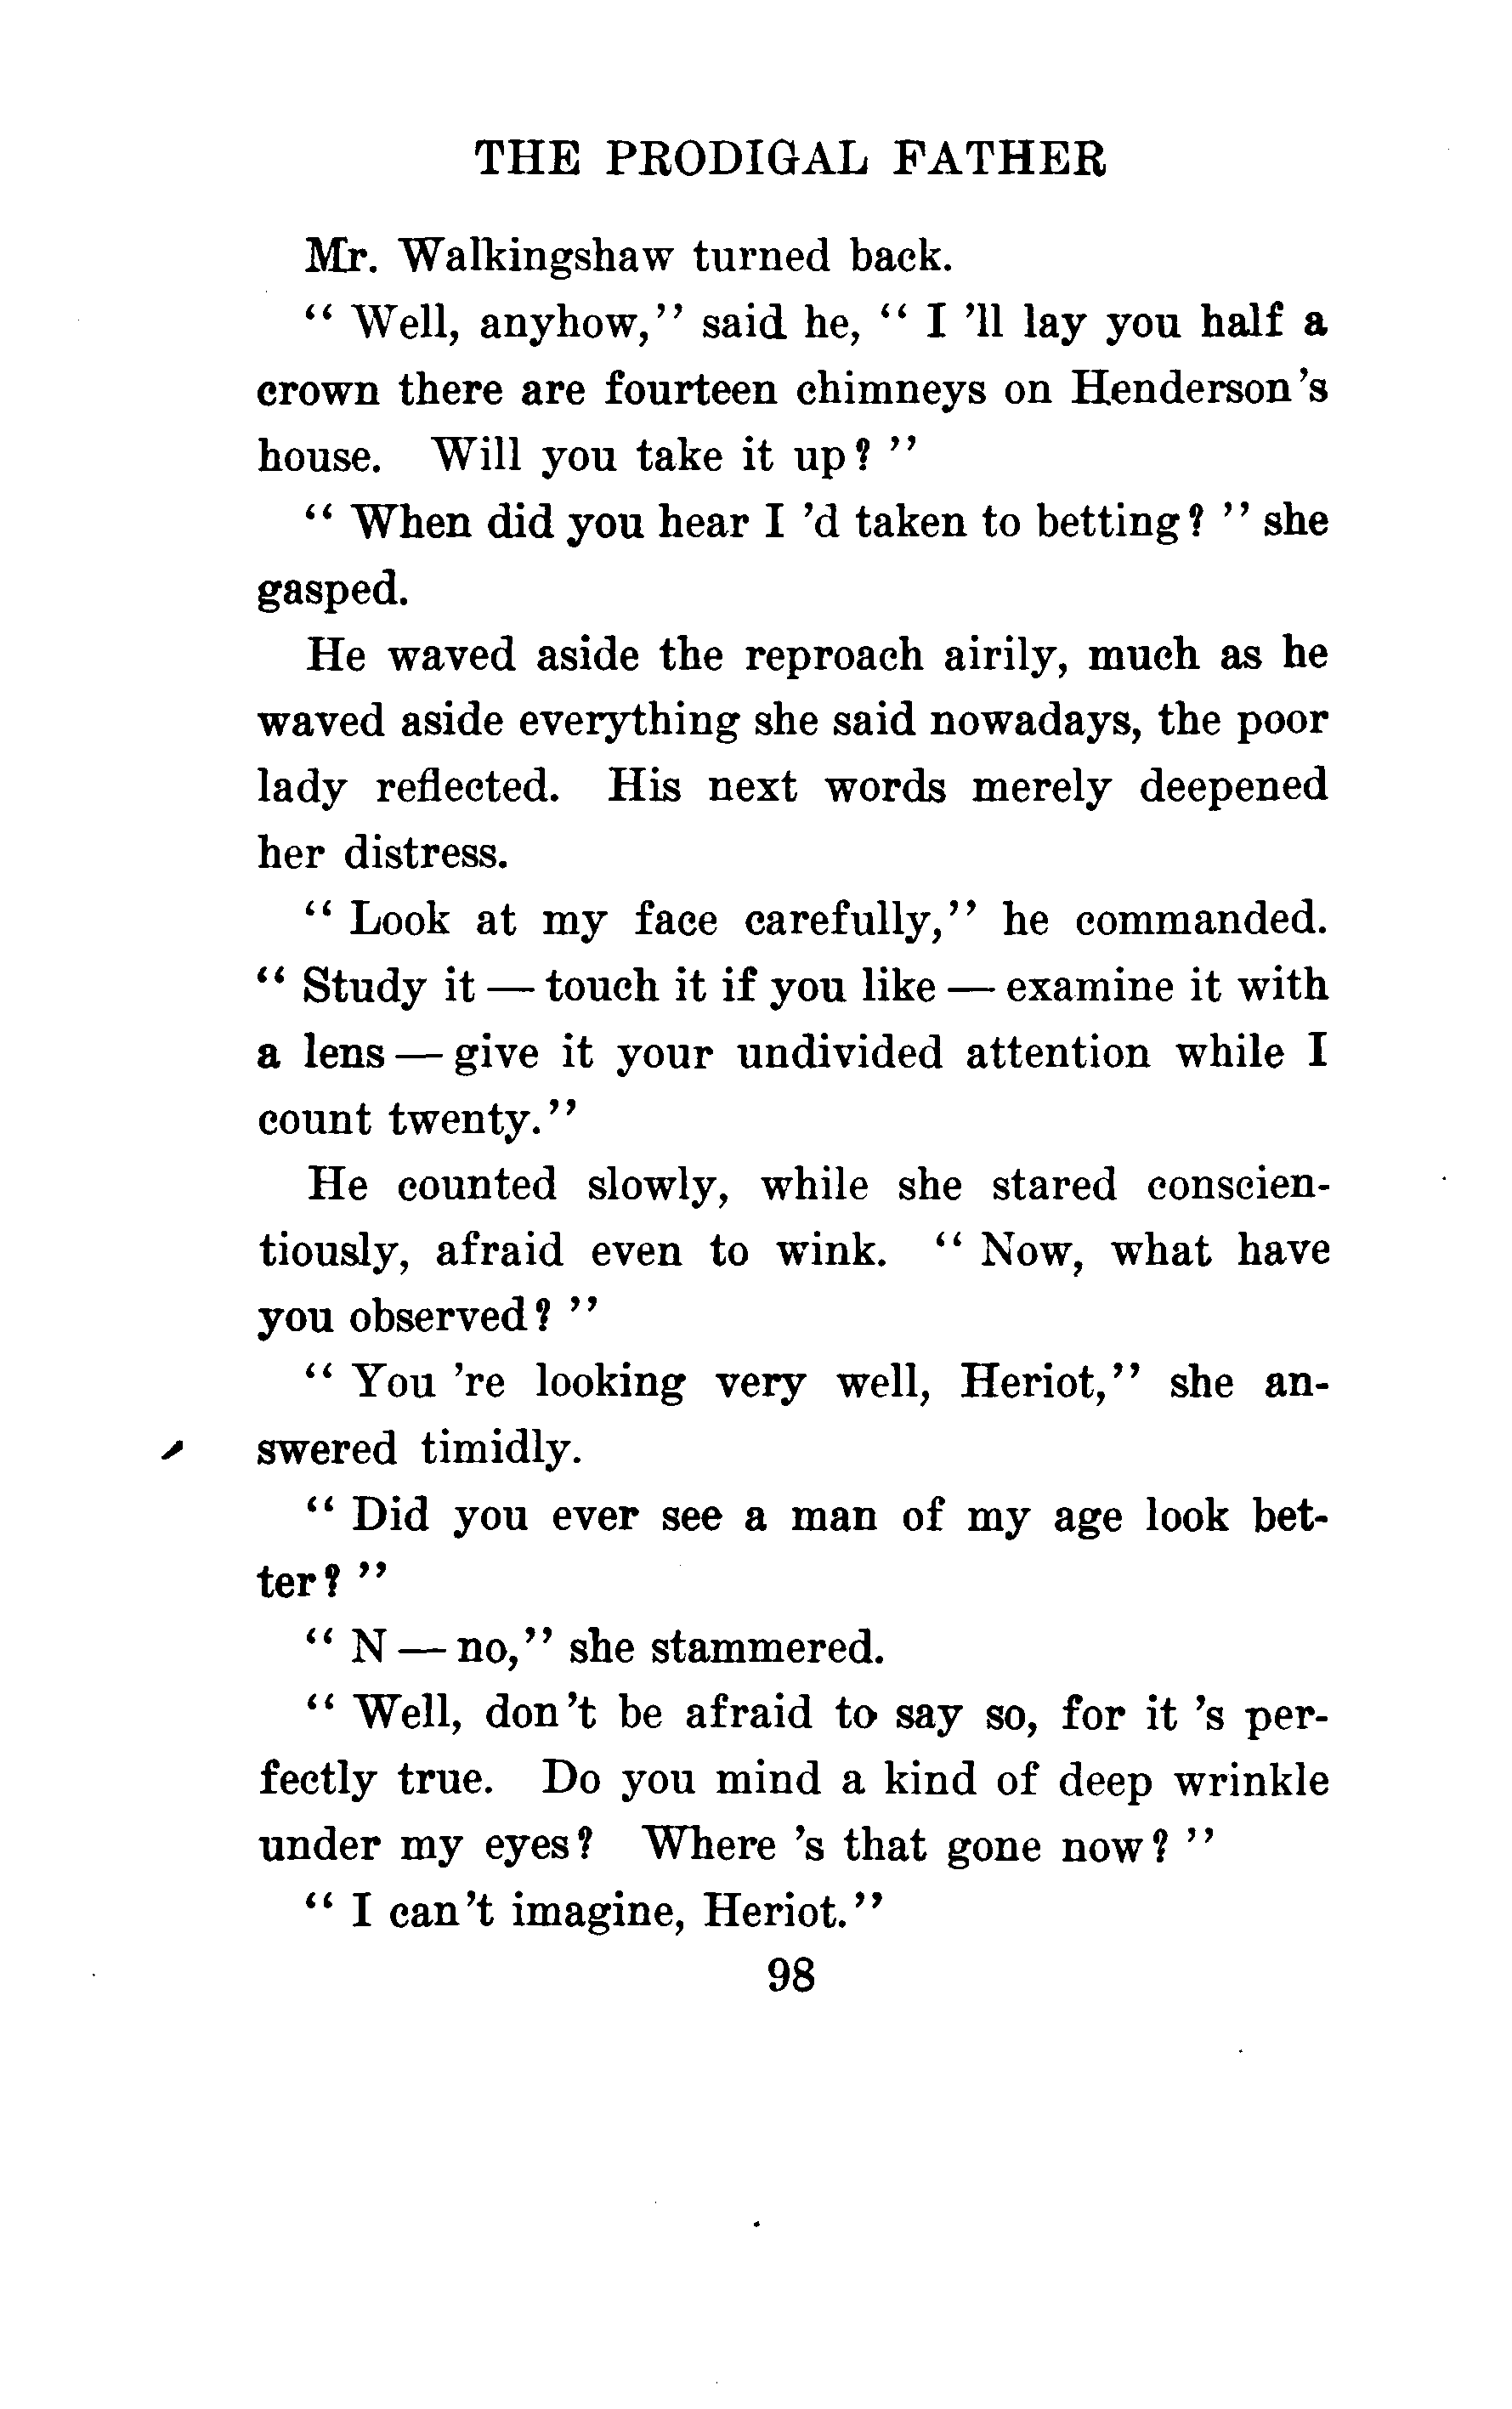 THE PRODIGAL FATHER
Mr. Walkingshaw turned back.
“ Well, anyhow,” said he, “ I ’ll lay you half a
crown there are fourteen chimneys on Henderson’s
house. Will you take it up? ”
“ When did you hear I ’d taken to betting? ” she
gasped.
He waved aside the reproach airily, much as he
waved aside everything she said nowadays, the poor
lady reflected. His next words merely deepened
her distress.
“ Look at my face carefully,” he commanded.
“ Study it — touch it if you like — examine it with
a lens — give it your undivided attention while I
count twenty.”
He counted slowly, while she stared conscien-
tiously, afraid even to wink. “ Now, what have
you observed? ”
“ You ’re looking very well, Heriot,” she an-
swered timidly.
“ Did you ever see a man of my age look bet-
ter? ”
“ N — no,” she stammered.
“ Well, don’t be afraid to say so, for it ’s per-
fectly true. Do you mind a kind of deep wrinkle
under my eyes? Where ’s that gone now? ”
“ I can’t imagine, Heriot.”
98